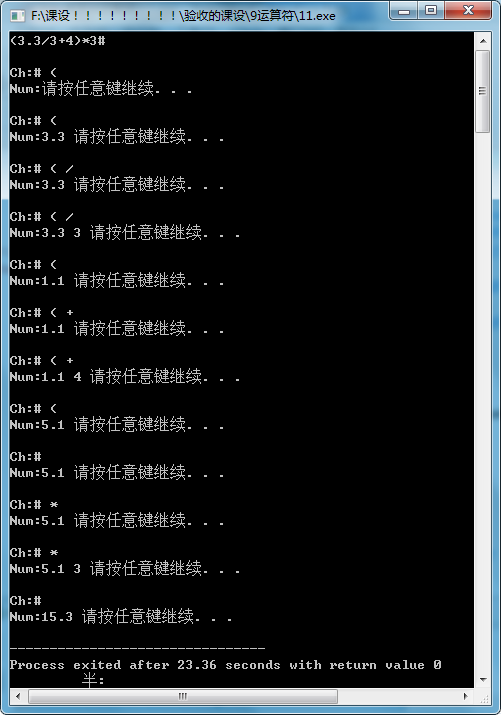 F:\课设！！！！！！！！！\验收的课设\9运算符\11.exe
(3.3/3+4)*3#
Ch:# (
Num:请按任意键继续. . .
Ch:# (
Num:3.3 请按任意键继续. . .
Ch:# ( /
Num:3.3 请按任意键继续. . .
Ch:# ( /
Num:3.3 3 请按任意键继续. . .
Ch:# (
Num:1.1 请按任意键继续. . .
Ch:# ( +
Num:1.1 请按任意键继续. . .
Ch:# ( +
Num:1.1 4 请按任意键继续. . .
Ch:# (
Num:5.1 请按任意键继续. . .
Ch:#
Num:5.1 请按任意键继续. . .
Ch:# *
Num:5.1 请按任意键继续. . .
Ch:# *
Num:5.1 3 请按任意键继续. . .
Ch:#
Num:15.3 请按任意键继续. . .
--------------------------------
Process exited after 23.36 seconds with return value 0
半: